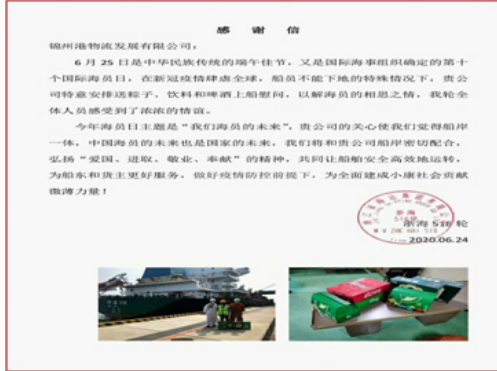 感 谢 信
锦州港物流发展有限公司：
6 月 25 日是中华民族传统的端午佳节，又是国际海事组织确定的第十
个国际海员日，在新冠疫情肆虐全球，船员不能下地的特殊情况下，贵公
司特意安排送粽子、饮料和啤酒上船慰问，以解海员的相思之情，我轮全
体人员感受到了浓浓的情谊。
今年海员日主题是“我们海员的未来”，贵公司的关心使我们觉得船岸
一体，中国海员的未来也是国家的未来，我们将和贵公司船岸密切配合，
弘扬“爱国、进取、敬业、奉献”的精神，共同让船舶安全高效地运转，
为船东和货主更好服务，做好疫情防控前提下，为全面建成小康社会贡献
微薄力量！
浙海 516 轮
2020.06.24
浙海
516轮
M V ZHE HAI 516